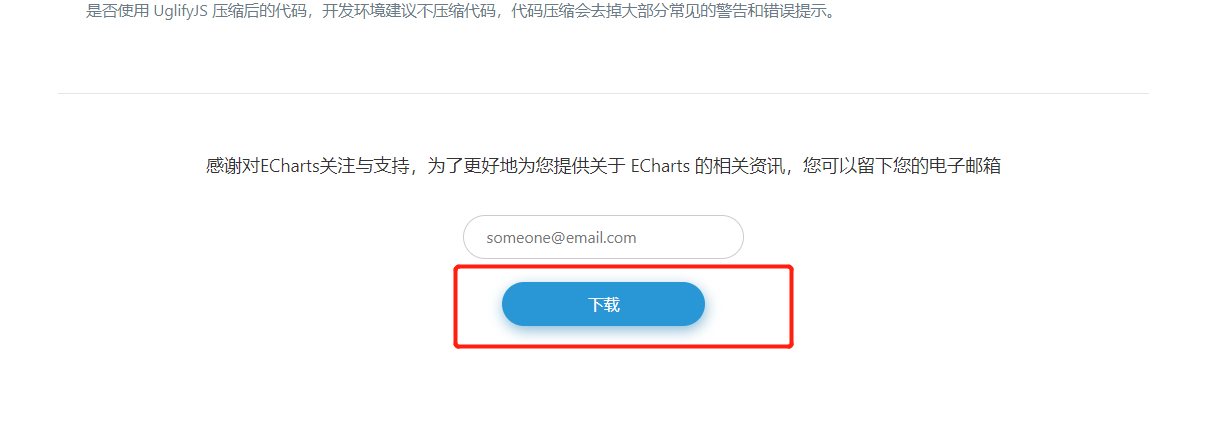 是否使用 UglifyJS 压缩后的代码，开发环境建议不压缩代码，代码压缩会去掉大部分常见的警告和错误提示。
感谢对ECharts关注与支持，为了更好地为您提供关于 ECharts 的相关资讯，您可以留下您的电子邮箱
someone@email.com
下载